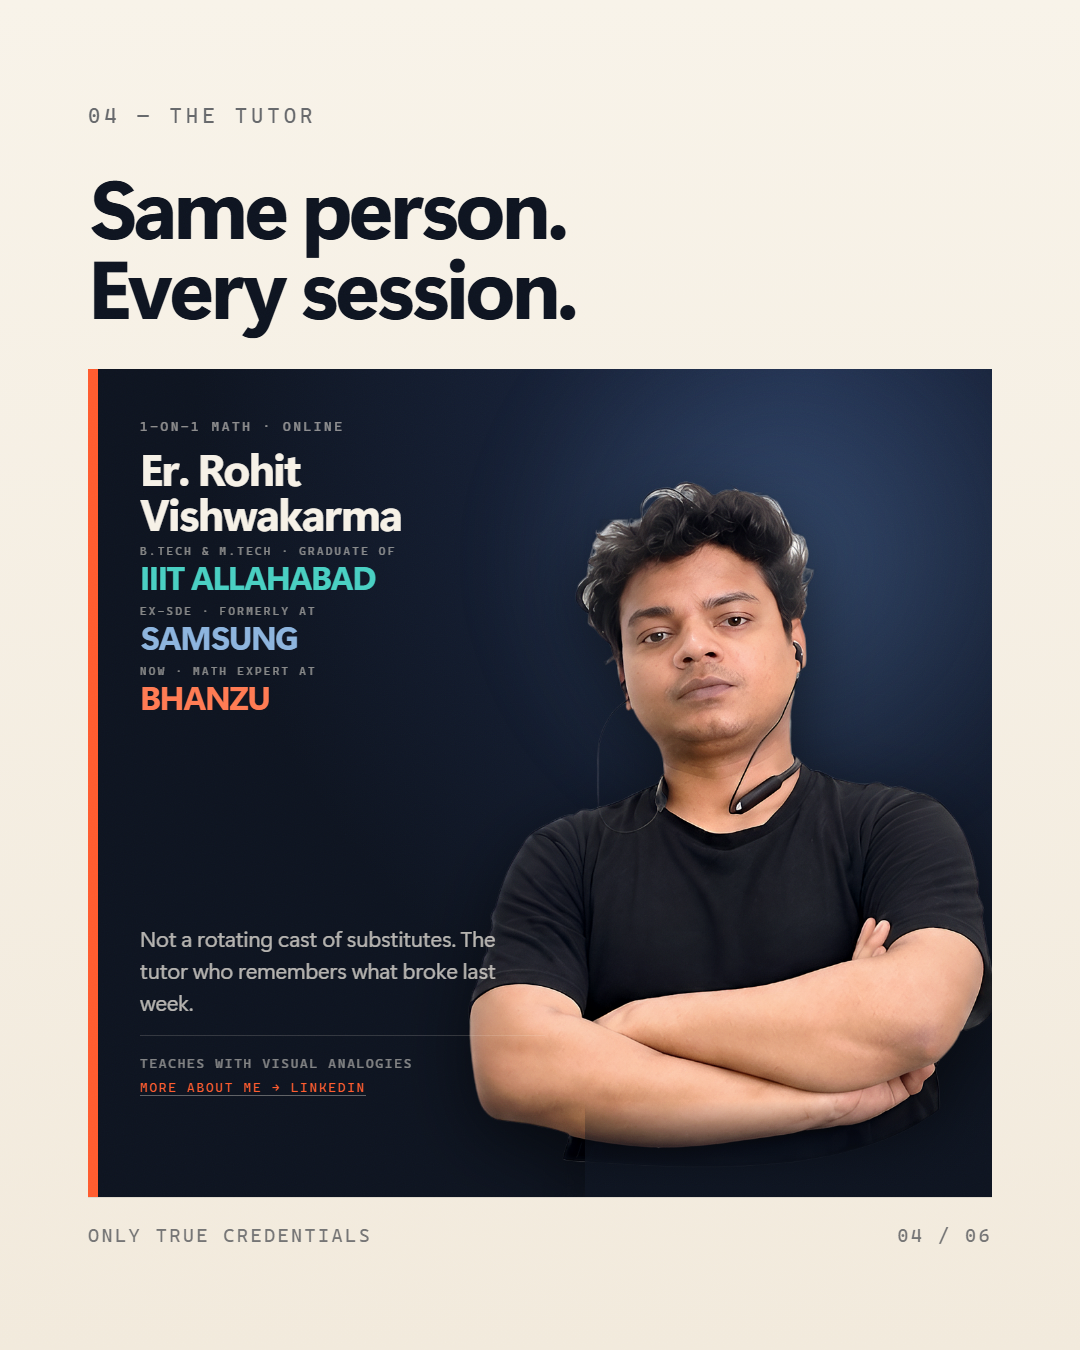 04 — THE TUTOR
Same person.
Every session.
1-ON-1 MATH · ONLINE
Er. Rohit
Vishwakarma
B.TECH & M.TECH · GRADUATE OF
IIIT ALLAHABAD
EX-SDE · FORMERLY AT
SAMSUNG
NOW · MATH EXPERT AT
BHANZU
Not a rotating cast of substitutes. The
tutor who remembers what broke last
week.
TEACHES WITH VISUAL ANALOGIES
MORE ABOUT ME → LINKEDIN
ONLY TRUE CREDENTIALS
04 / 06